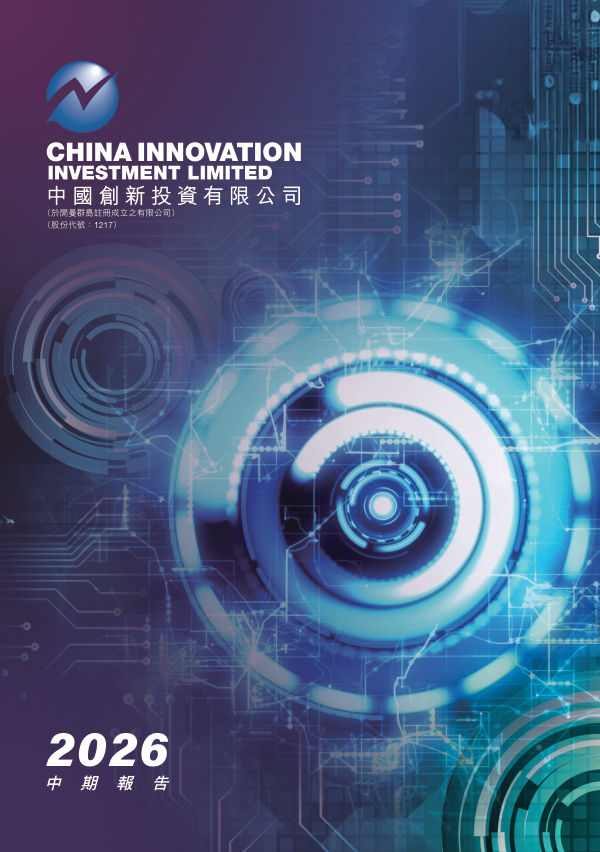 CHINA INNOVATION
INVESTMENT LIMITED
中國創新投資有限公司
(於開曼群島註冊成立之有限公司)
(股份代號：1217)
2026
中期報告